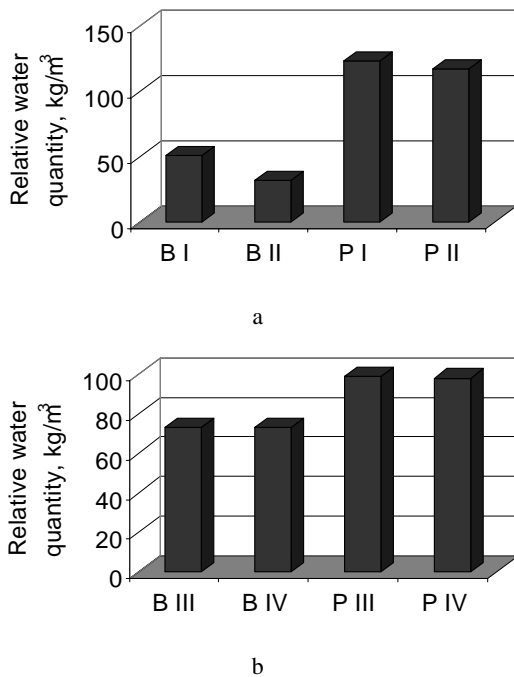 Relative water
quantity, kg/m³
150
100
50
0
B I B II P I P II
a
Relative water
quantity, kg/m³
100
80
60
40
20
0
B III B IV P III P IV
b